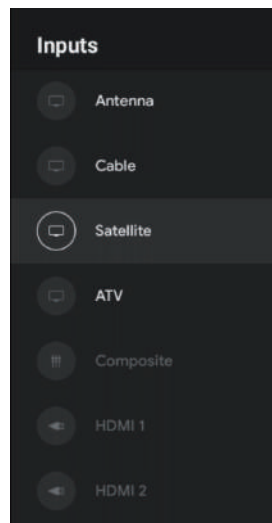 Inputs
Antenna
Cable
Satellite
ATV
Composite
HDMI 1
HDMI 2